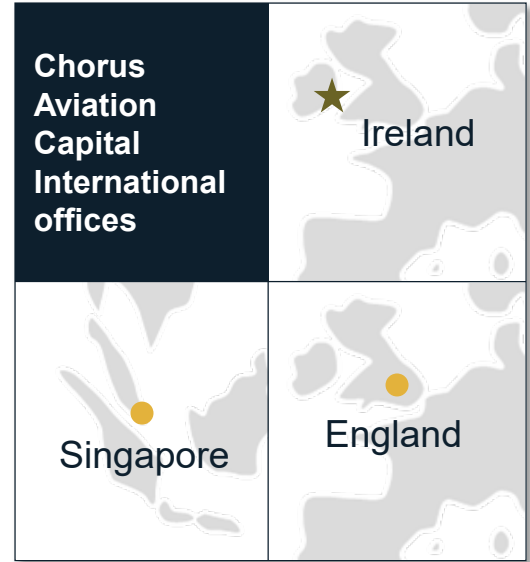 Chorus
Aviation
Capital
International
offices
Ireland
Singapore
England